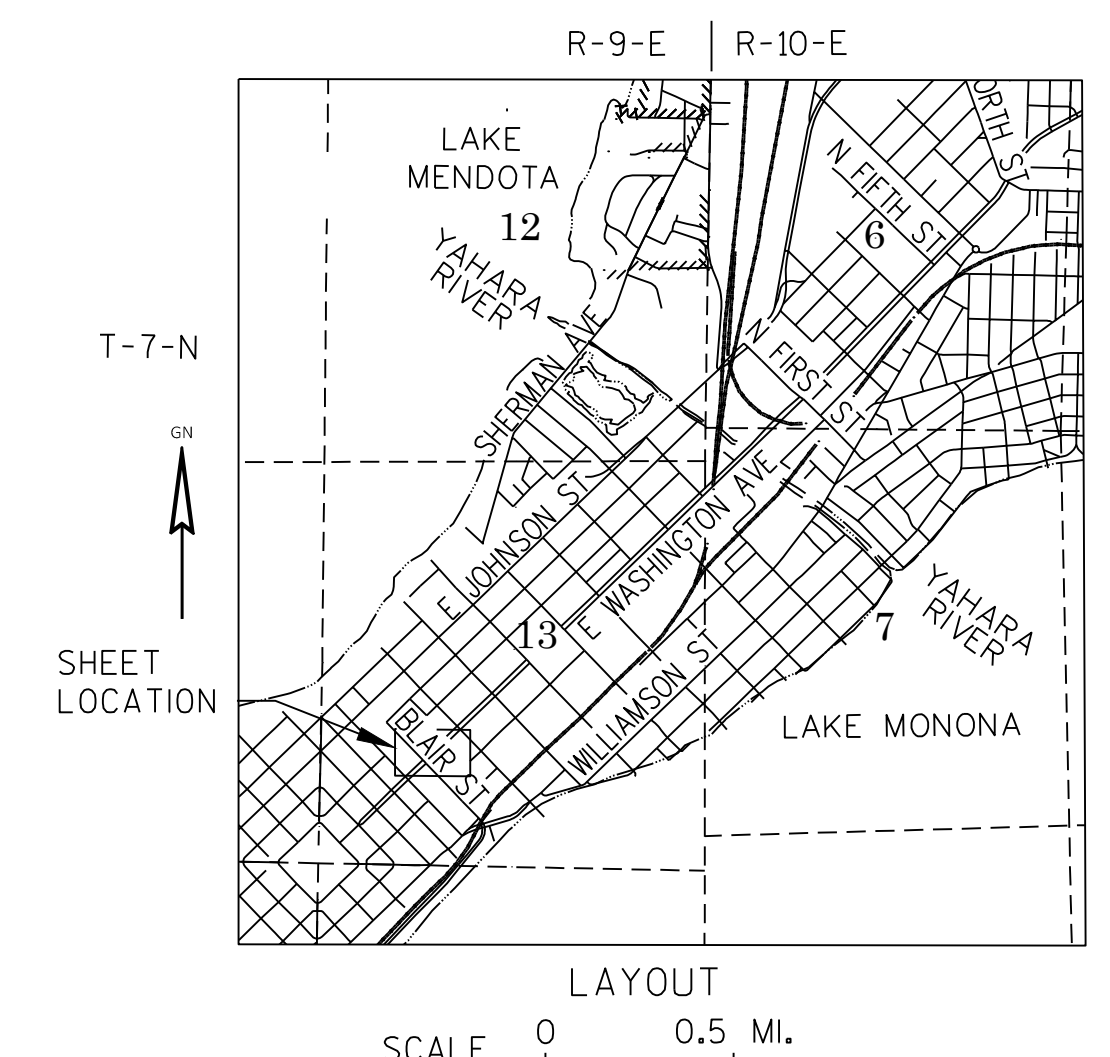 R-9-E R-10-E
LAKE
MENDOTA
12
YAHARA
RIVER
N FIFTH ST
6
ORTH ST
T-7-N
GN
SHERMAN AVE
N FIRST ST
E JOHNSON ST
E WASHINGTON AVE
13
7
YAHARA
RIVER
SHEET
LOCATION
BLAIR ST
WILLIAMSON ST
LAKE MONONA
LAYOUT
SCALE 0 0.5 MI.